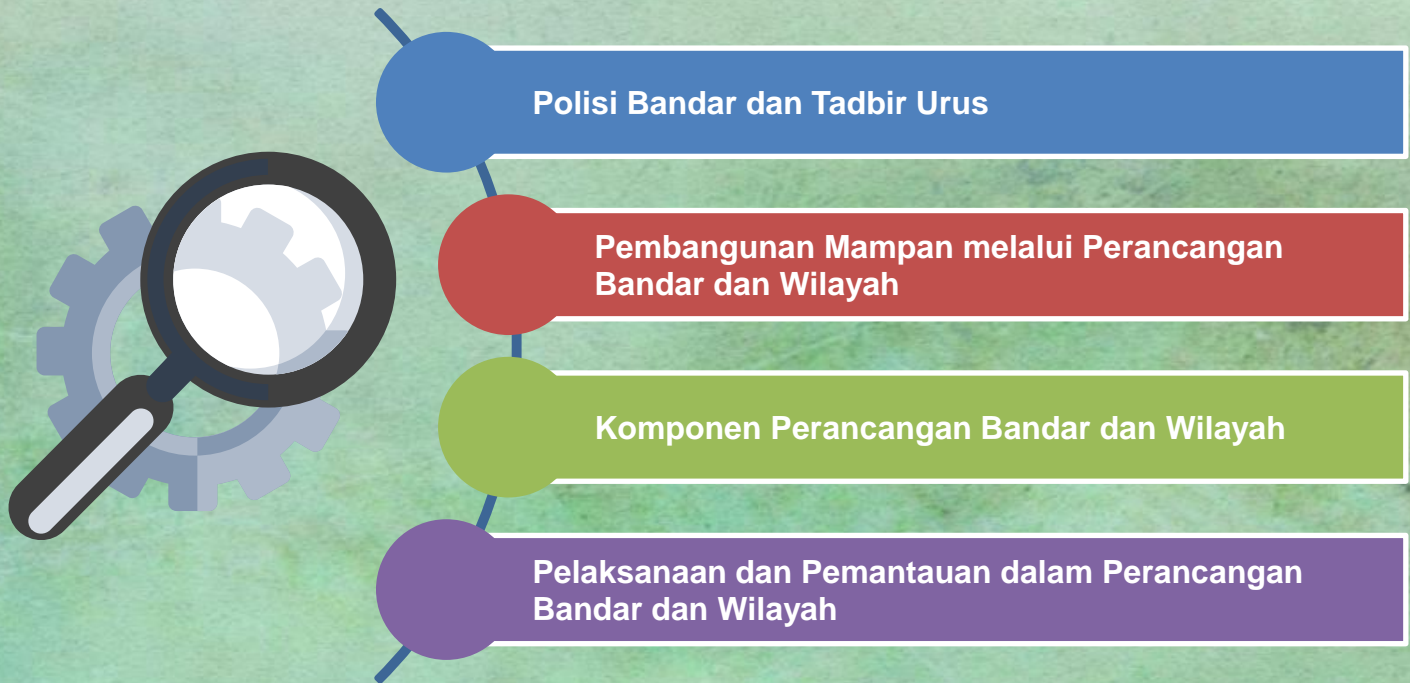 Polisi Bandar dan Tadbir Urus
Pembangunan Mampan melalui Perancangan
Bandar dan Wilayah
Komponen Perancangan Bandar dan Wilayah
Pelaksanaan dan Pemantauan dalam Perancangan
Bandar dan Wilayah